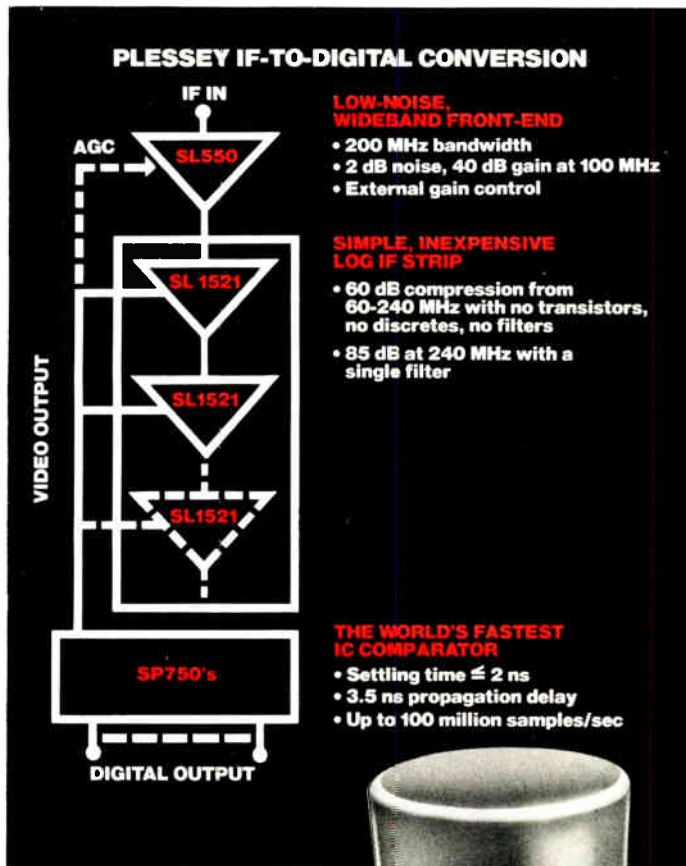 PLESSEY IF-TO-DIGITAL CONVERSION
IF IN
AGC
SL550
LOW-NOISE,
WIDEBAND FRONT-END
• 200 MHz bandwidth
• 2 dB noise, 40 dB gain at 100 MHz
• External gain control
SL 1521
SIMPLE, INEXPENSIVE
LOG IF STRIP
• 60 dB compression from
60-240 MHz with no transistors,
no discretes, no filters
• 85 dB at 240 MHz with a
single filter
SL1521
SL1521
VIDEO OUTPUT
SP750's
THE WORLD'S FASTEST
IC COMPARATOR
• Settling time ≦ 2 ns
• 3.5 ns propagation delay
• Up to 100 million samples/sec
DIGITAL OUTPUT